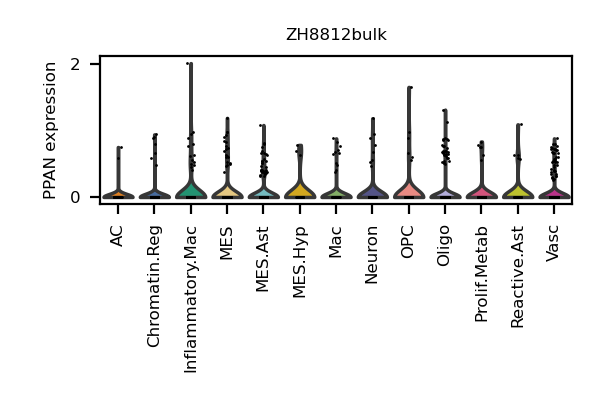 ZH8812bulk
PPAN expression
2
0
AC
Chromatin.Reg
Inflammatory.Mac
MES
MES.Ast
MES.Hyp
Mac
Neuron
OPC
Oligo
Prolif.Metab
Reactive.Ast
Vasc